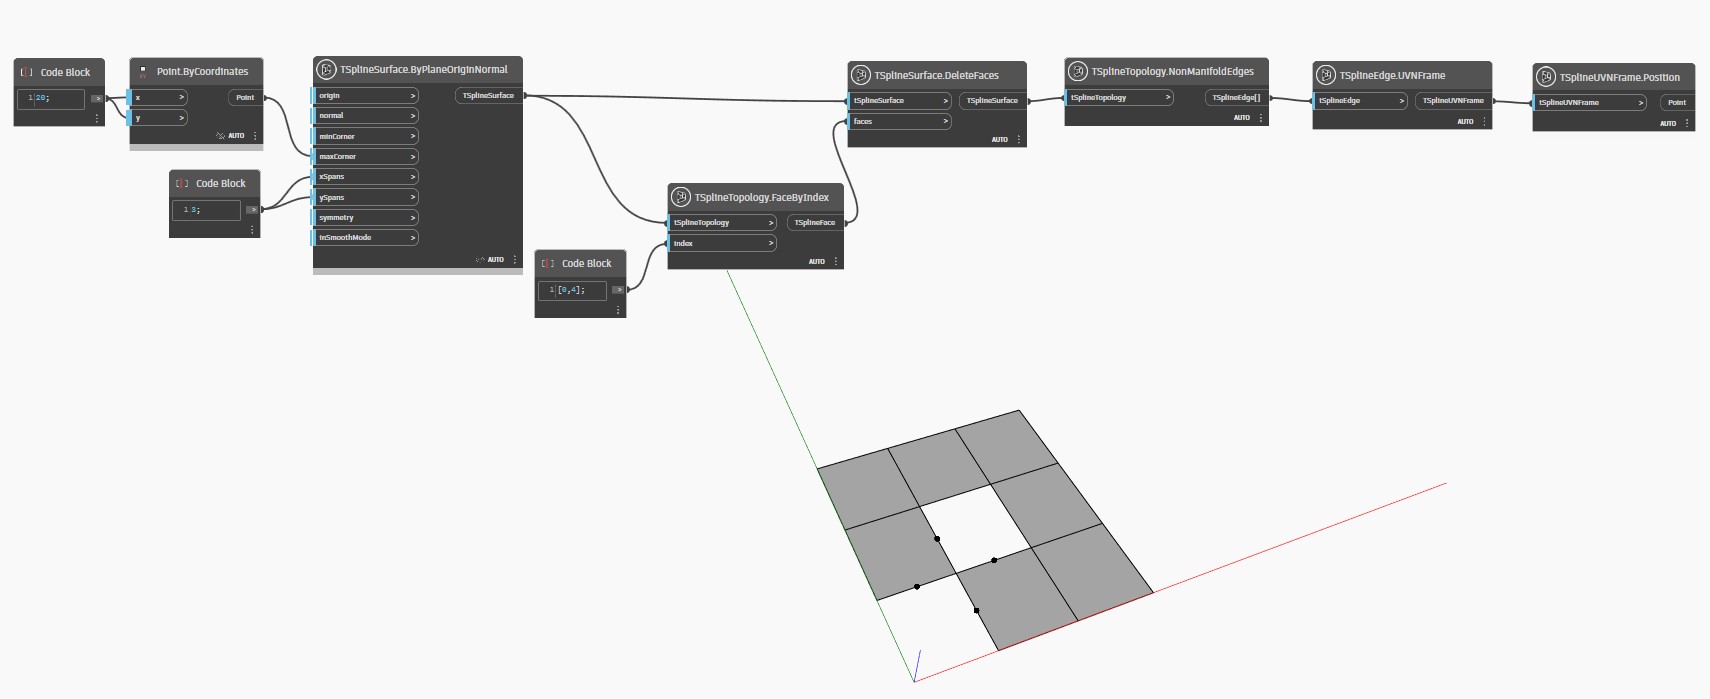 Code Block
1 20;
>
Point.ByCoordinates
x >
y >
Point
AUTO
Code Block
1 3;
>
TSplineSurface.ByPlaneOriginNormal
origin >
normal >
minCorner >
maxCorner >
xSpans >
ySpans >
symmetry >
inSmoothMode >
TSplineSurface
AUTO
Code Block
1 [0,4];
>
TSplineTopology.FaceByIndex
tSplineTopology >
index >
TSplineFace
AUTO
TSplineSurface.DeleteFaces
tSplineSurface >
faces >
TSplineSurface
AUTO
TSplineTopology.NonManifoldEdges
tSplineTopology >
TSplineEdge[]
AUTO
TSplineEdge.UVNFrame
tSplineEdge >
TSplineUVNFrame
AUTO
TSplineUVNFrame.Position
tSplineUVNFrame >
Point
AUTO